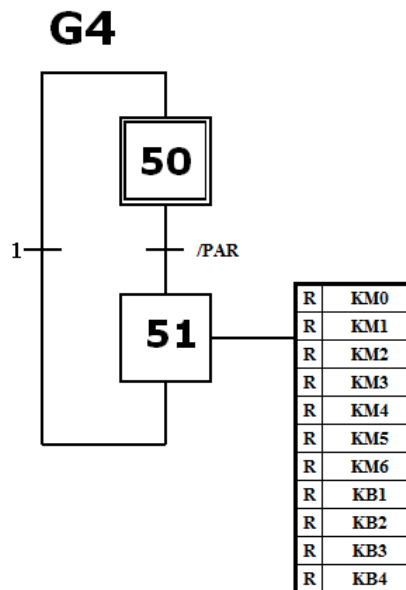 G4
50
1
/PAR
51
R KM0
R KM1
R KM2
R KM3
R KM4
R KM5
R KM6
R KB1
R KB2
R KB3
R KB4